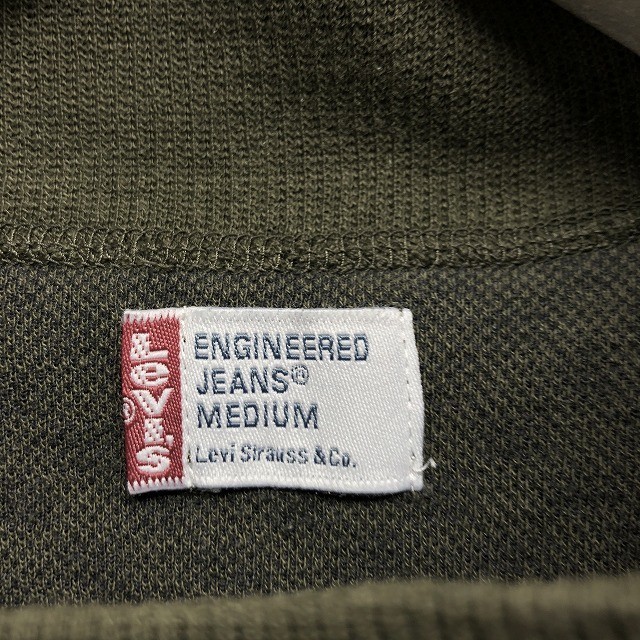 LEVI'S®
ENGINEERED
JEANS®
MEDIUM
Levi Strauss & Co.